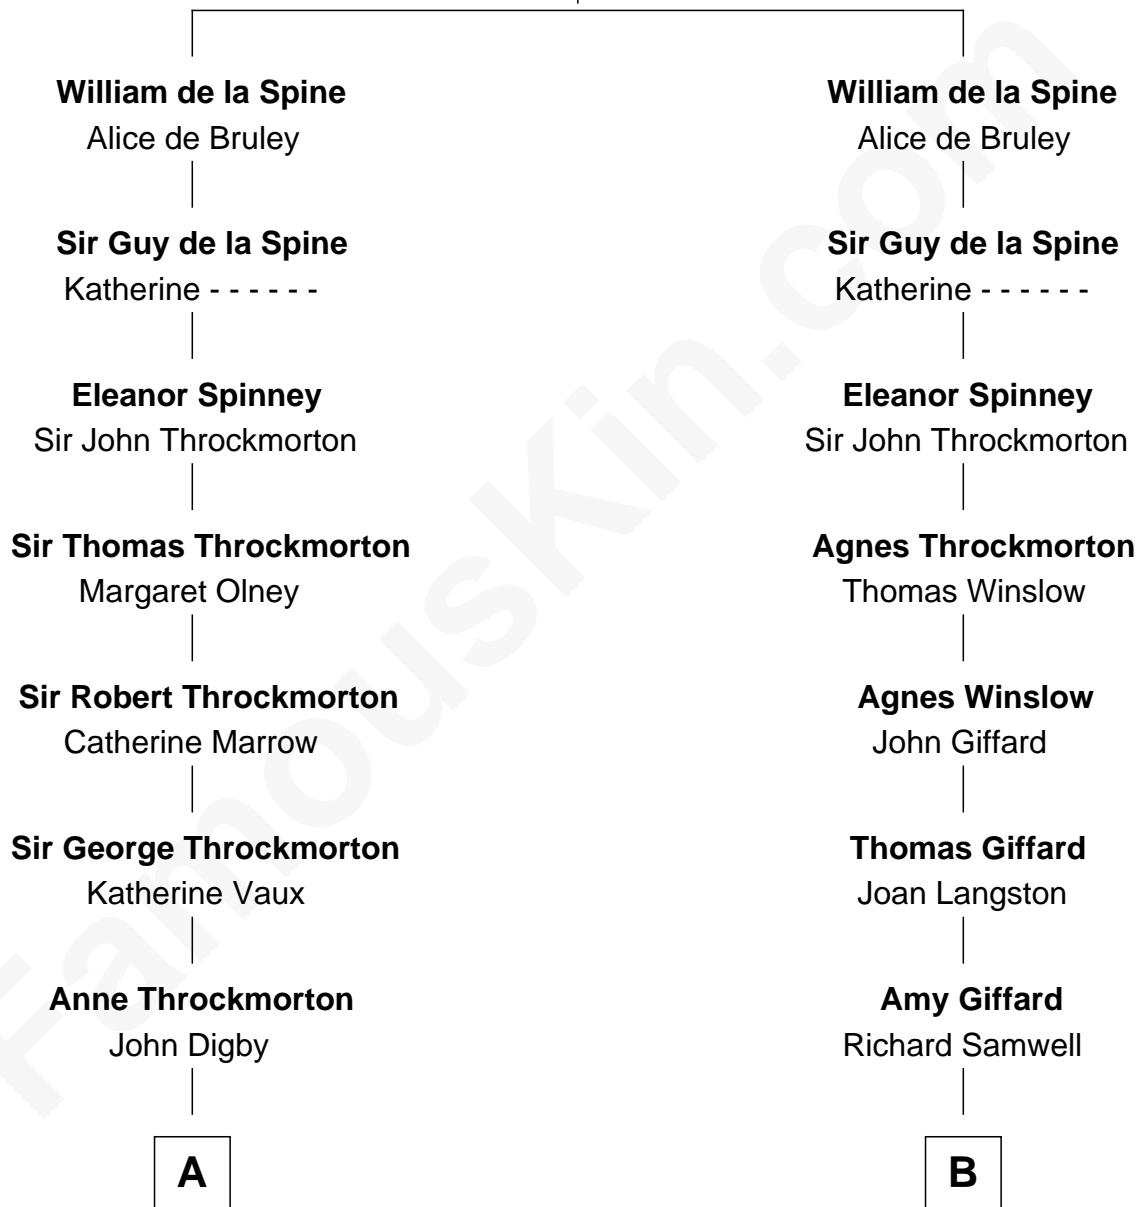 William de la Spine
Alice de Bruley
Sir Guy de la Spine
Katherine - - - - - -
Eleanor Spinney
Sir John Throckmorton
Sir Thomas Throckmorton
Margaret Olney
Sir Robert Throckmorton
Catherine Marrow
Sir George Throckmorton
Katherine Vaux
Anne Throckmorton
John Digby
A
William de la Spine
Alice de Bruley
Sir Guy de la Spine
Katherine - - - - - -
Eleanor Spinney
Sir John Throckmorton
Agnes Throckmorton
Thomas Winslow
Agnes Winslow
John Giffard
Thomas Giffard
Joan Langston
Amy Giffard
Richard Samwell
B
FamousKin.com